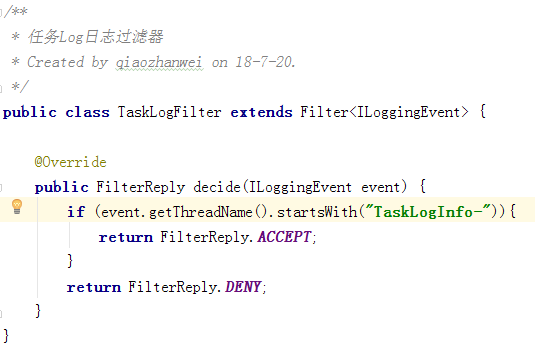 /**
 * 任务Log日志过滤器
 * Created by qiaozhanwei on 18-7-20.
 */
public class TaskLogFilter extends Filter<ILoggingEvent> {
    @Override
    public FilterReply decide(ILoggingEvent event) {
        if (event.getThreadName().startsWith("TaskLogInfo-")){
            return FilterReply.ACCEPT;
        }
        return FilterReply.DENY;
    }
}